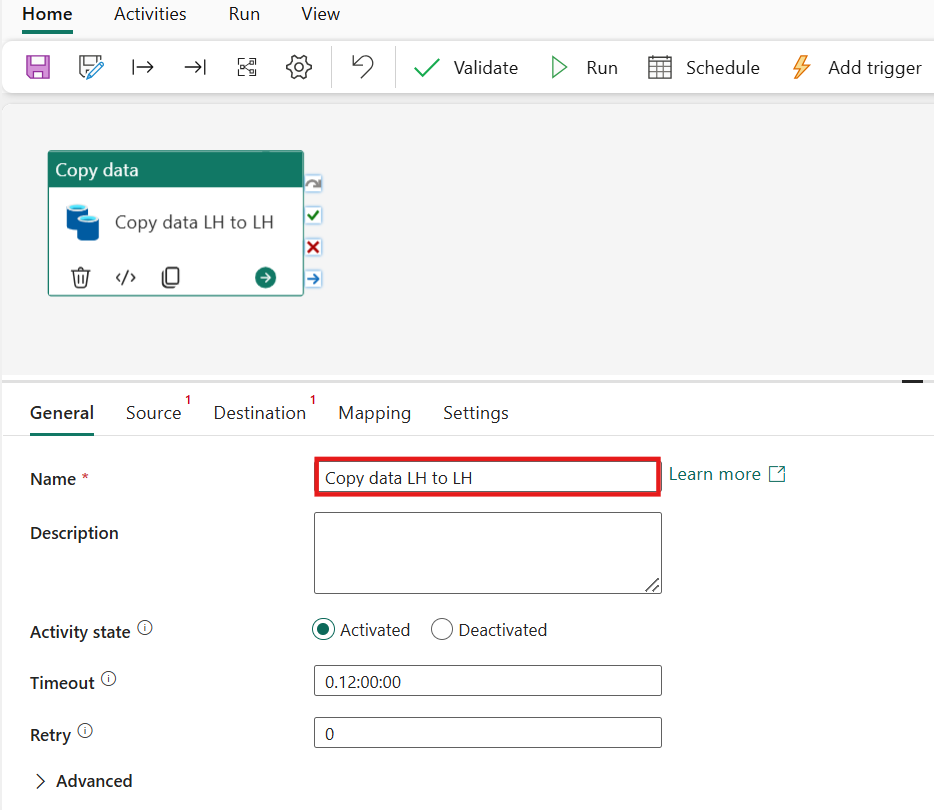 Home Activities Run View
Validate Run Schedule Add trigger
Copy data
Copy data LH to LH
General Source 1 Destination 1 Mapping Settings
Name * Copy data LH to LH Learn more
Description
Activity state Activated Deactivated
Timeout 0.12:00:00
Retry 0
Advanced